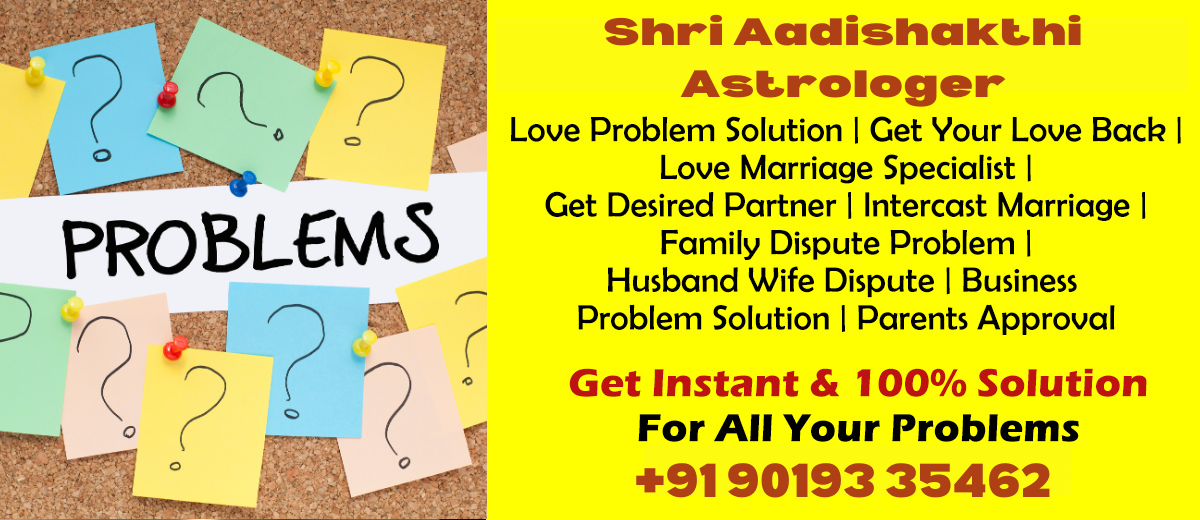 ?
?
?
PROBLEMS
?
?
?
?
?
?
Shri Aadishakthi
Astrologer
Love Problem Solution | Get Your Love Back |
Love Marriage Specialist |
Get Desired Partner | Intercast Marriage |
Family Dispute Problem |
Husband Wife Dispute | Business
Problem Solution | Parents Approval
Get Instant & 100% Solution
For All Your Problems
+91 90193 35462